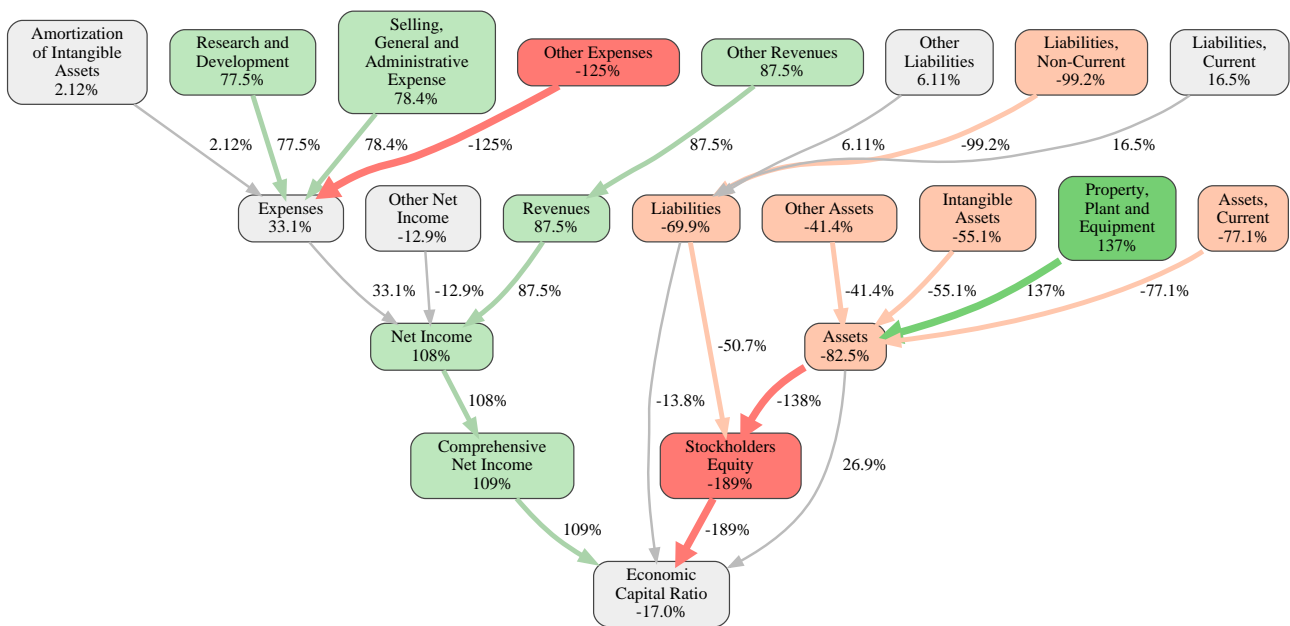 Amortization
of Intangible
Assets
2.12%
Research and
Development
77.5%
Selling,
General and
Administrative
Expense
78.4%
Other Expenses
-125%
Other Revenues
87.5%
Other
Liabilities
6.11%
Liabilities,
Non-Current
-99.2%
Liabilities,
Current
16.5%
2.12%
77.5%
78.4%
-125%
87.5%
6.11%
-99.2%
16.5%
Expenses
33.1%
Other Net
Income
-12.9%
Revenues
87.5%
Liabilities
-69.9%
Other Assets
-41.4%
Intangible
Assets
-55.1%
Property,
Plant and
Equipment
137%
Assets,
Current
-77.1%
33.1%
-12.9%
87.5%
-41.4%
-55.1%
137%
-77.1%
Net Income
108%
-50.7%
Assets
-82.5%
108%
-13.8%
-138%
Comprehensive
Net Income
109%
Stockholders
Equity
-189%
26.9%
109%
-189%
Economic
Capital Ratio
-17.0%